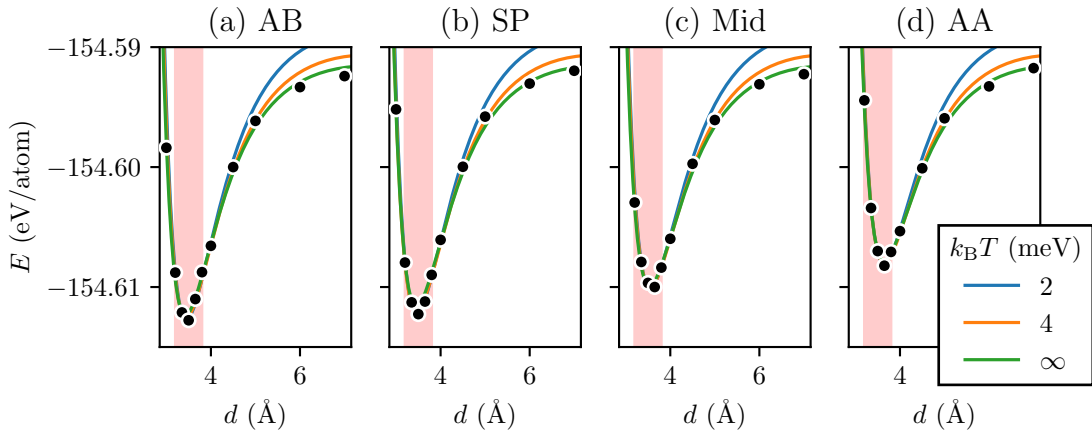 (a) AB
(b) SP
(c) Mid
(d) AA
−154.59
−154.60
−154.61
E (eV/atom)
4
6
4
6
4
6
4
d (Å)
d (Å)
d (Å)
d (Å)
k_BT (meV)
2
4
∞